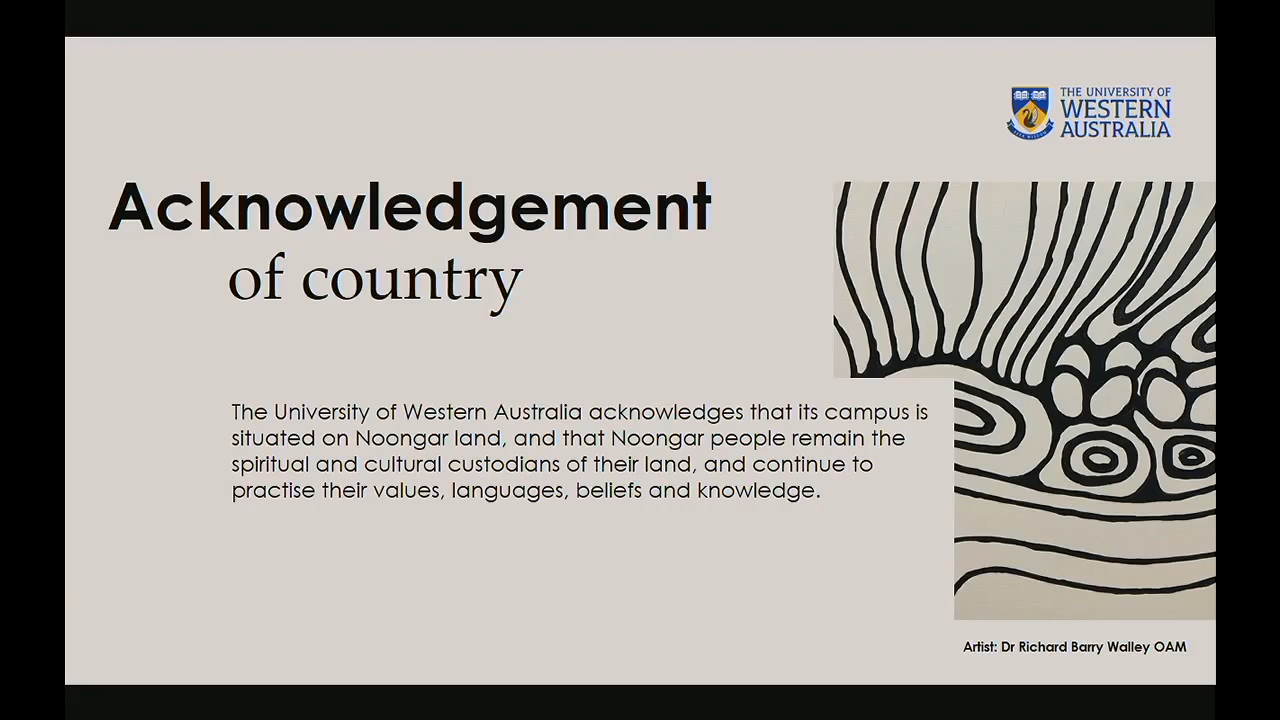 THE UNIVERSITY OF
WESTERN
AUSTRALIA
Acknowledgement
of country
The University of Western Australia acknowledges that its campus is
situated on Noongar land, and that Noongar people remain the
spiritual and cultural custodians of their land, and continue to
practise their values, languages, beliefs and knowledge.
Artist: Dr Richard Barry Walley OAM